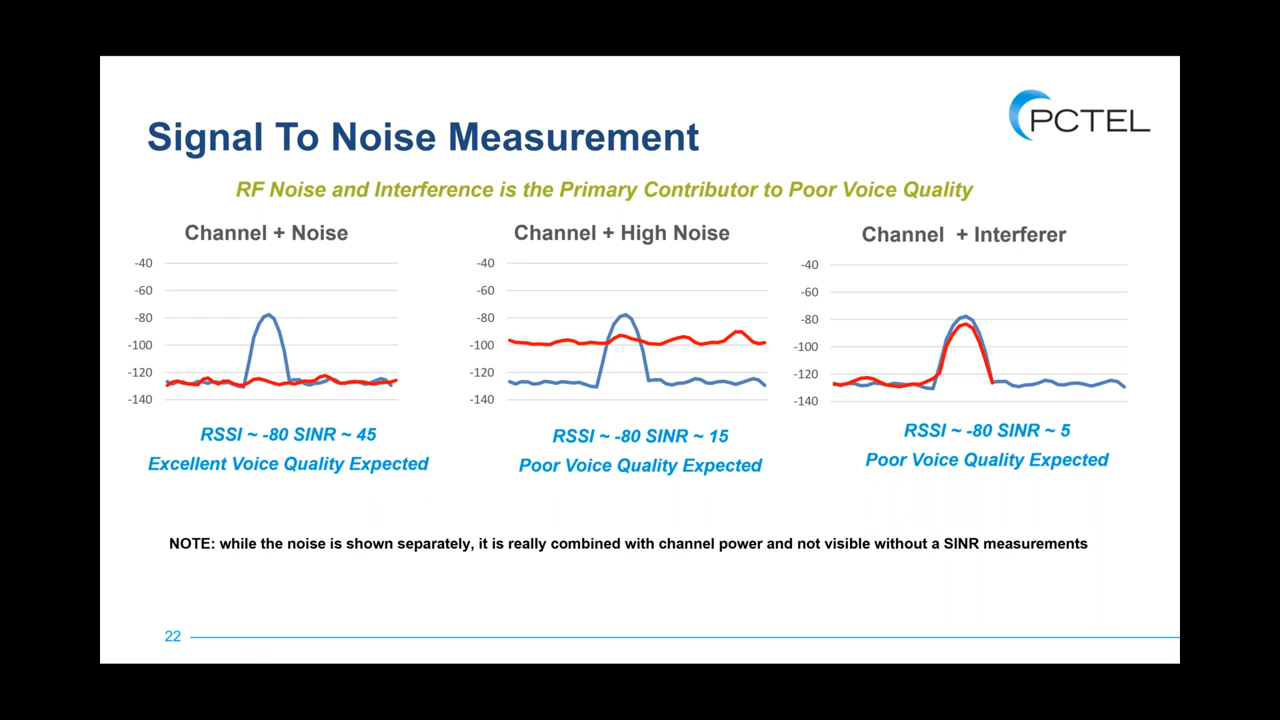 PCTEL
Signal To Noise Measurement
RF Noise and Interference is the Primary Contributor to Poor Voice Quality
Channel + Noise
-40
-60
-80
-100
-120
-140
RSSI ~ -80 SINR ~ 45
Excellent Voice Quality Expected
Channel + High Noise
-40
-60
-80
-100
-120
-140
RSSI ~ -80 SINR ~ 15
Poor Voice Quality Expected
Channel + Interferer
-40
-60
-80
-100
-120
-140
RSSI ~ -80 SINR ~ 5
Poor Voice Quality Expected
NOTE: while the noise is shown separately, it is really combined with channel power and not visible without a SINR measurements
22